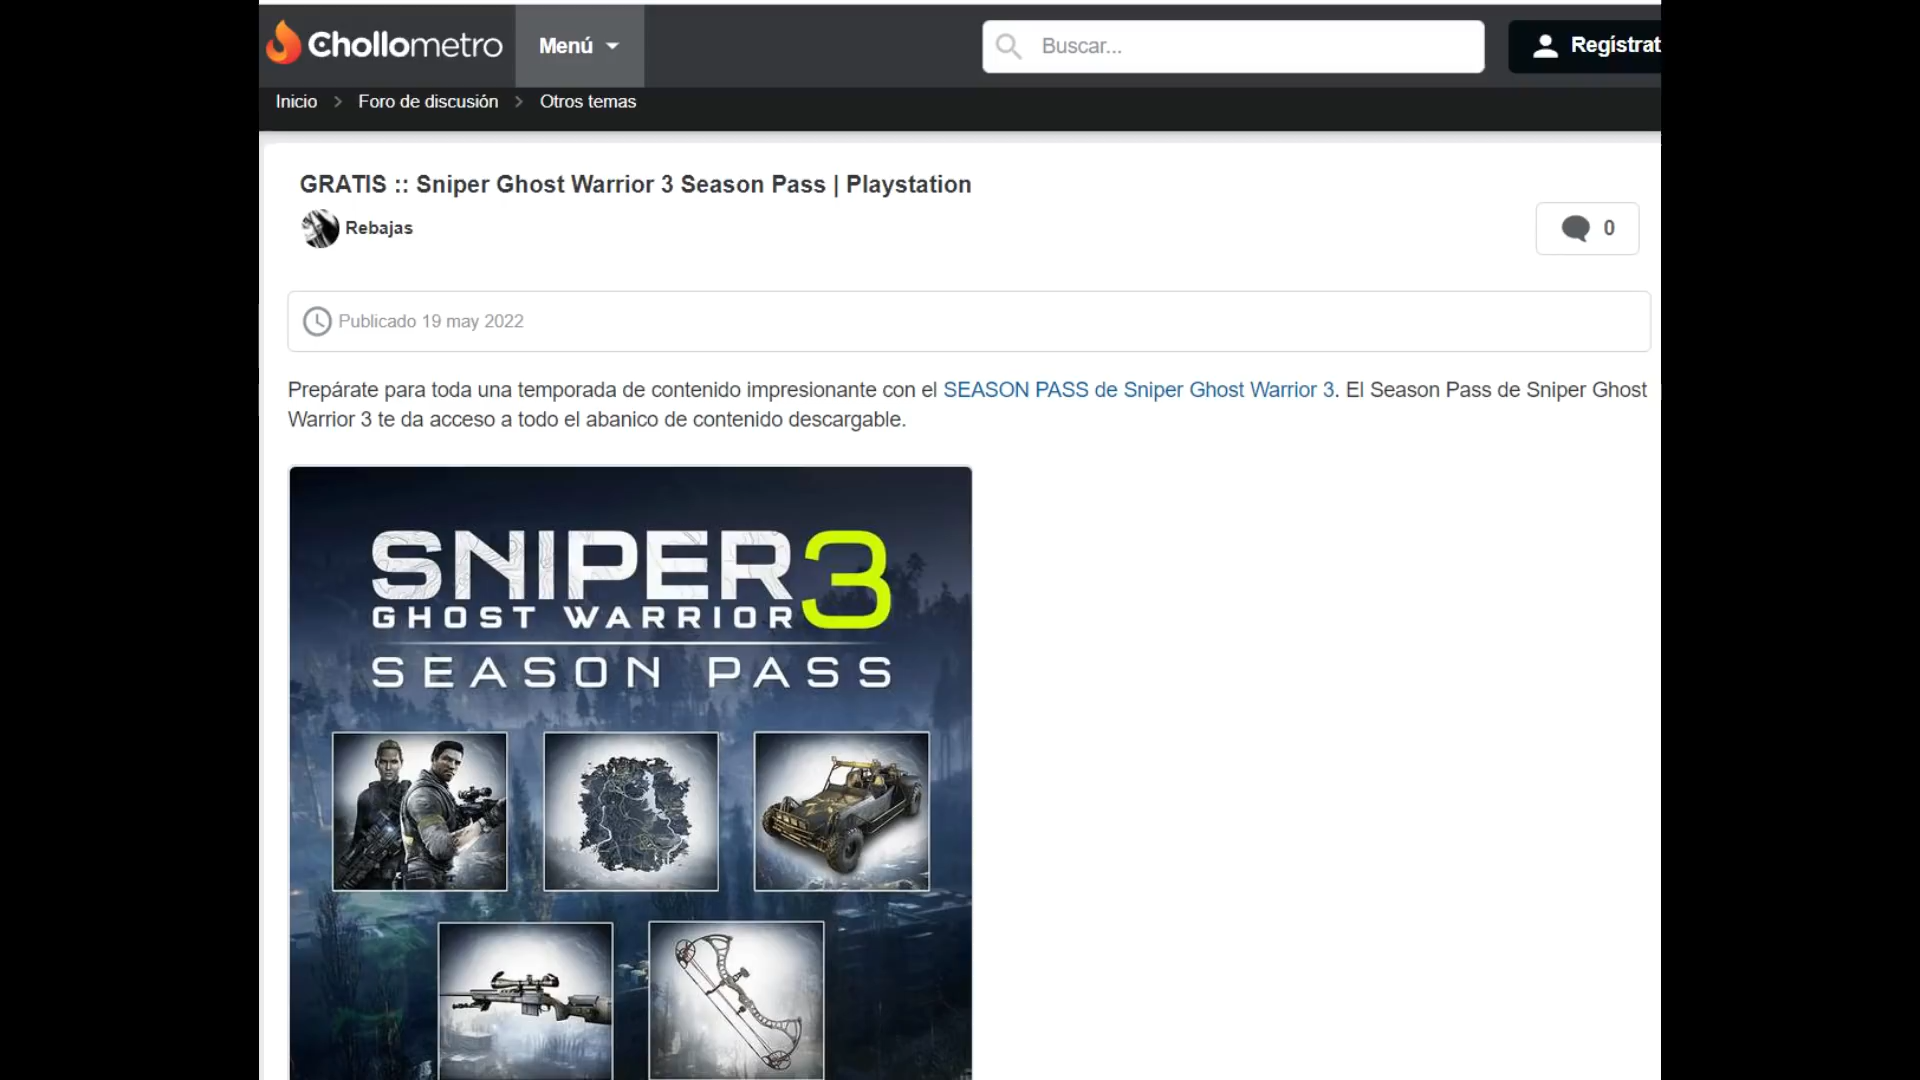 Chollometro
Menú
Buscar...
Regístrat
Inicio > Foro de discusión > Otros temas
GRATIS :: Sniper Ghost Warrior 3 Season Pass | Playstation
Rebajas
0
Publicado 19 may 2022
Prepárate para toda una temporada de contenido impresionante con el SEASON PASS de Sniper Ghost Warrior 3. El Season Pass de Sniper Ghost
Warrior 3 te da acceso a todo el abanico de contenido descargable.
SNIPER 3
GHOST WARRIOR
SEASON PASS